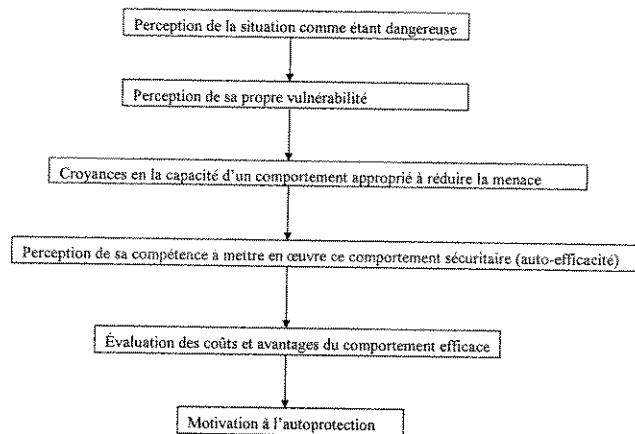 Perception de la situation comme étant dangereuse
Perception de sa propre vulnérabilité
Croyances en la capacité d'un comportement approprié à réduire la menace
Perception de sa compétence à mettre en œuvre ce comportement sécuritaire (auto-efficacité)
Évaluation des coûts et avantages du comportement efficace
Motivation à l'autoprotection